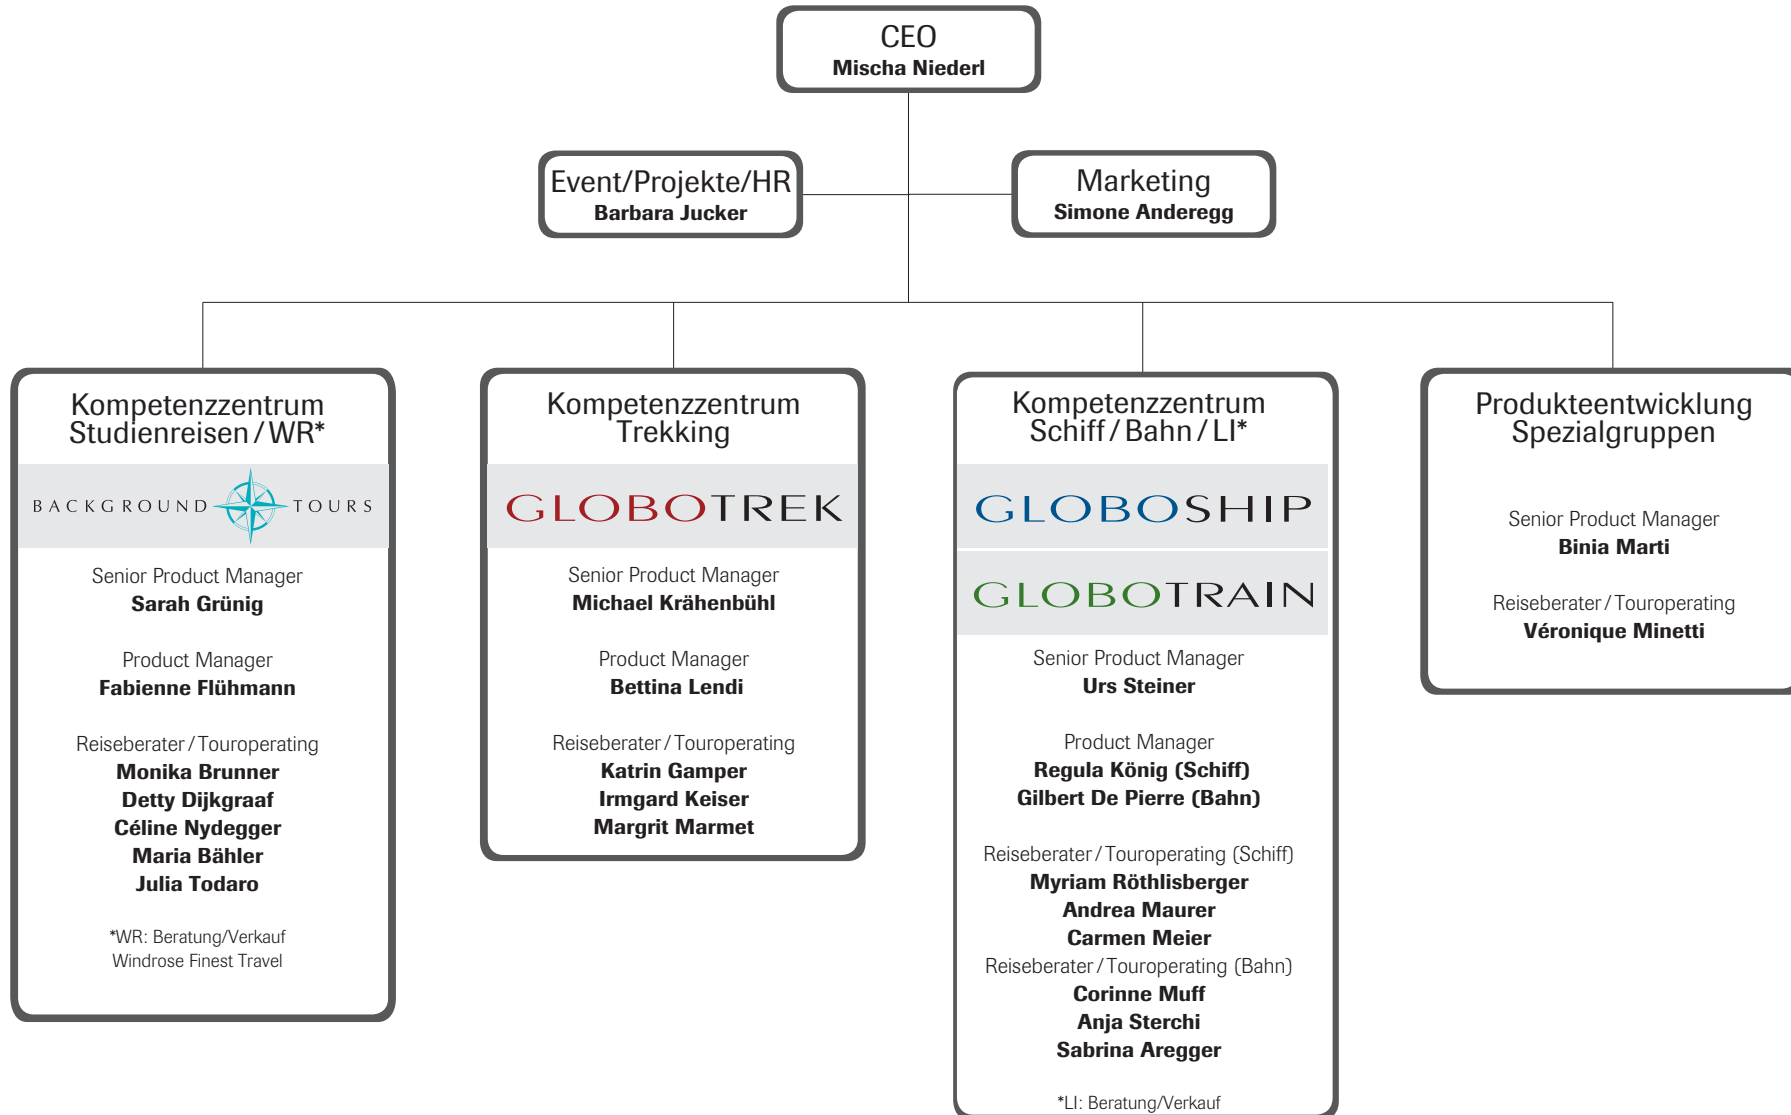 CEO
Mischa Niederl
Event/Projekte/HR
Barbara Jucker
Marketing
Simone Anderegg
Kompetenzzentrum
Studienreisen / WR*
BACKGROUND TOURS
Senior Product Manager
Sarah Grünig
Product Manager
Fabienne Flühmann
Reiseberater / Touroperating
Monika Brunner
Detty Dijkgraaf
Céline Nydegger
Maria Bähler
Julia Todaro
*WR: Beratung/Verkauf
Windrose Finest Travel
Kompetenzzentrum
Trekking
GLOBOTREK
Senior Product Manager
Michael Krähenbühl
Product Manager
Bettina Lendi
Reiseberater / Touroperating
Katrin Gamper
Irmgard Keiser
Margrit Marmet
Kompetenzzentrum
Schiff / Bahn / LI*
GLOBOSHIP
GLOBOTRAIN
Senior Product Manager
Urs Steiner
Product Manager
Regula König (Schiff)
Gilbert De Pierre (Bahn)
Reiseberater / Touroperating (Schiff)
Myriam Röthlisberger
Andrea Maurer
Carmen Meier
Reiseberater / Touroperating (Bahn)
Corinne Muff
Anja Sterchi
Sabrina Aregger
*LI: Beratung/Verkauf
Produkteentwicklung
Spezialgruppen
Senior Product Manager
Binia Marti
Reiseberater / Touroperating
Véronique Minetti